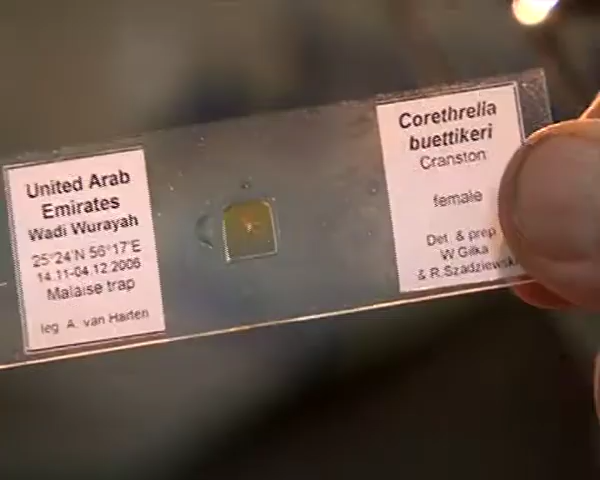 United Arab
Emirates
Wadi Wurayah
25°24'N 56°17'E
14.11-04.12.2006
Malaise trap
leg. A. van Harten
Corethrella
buettikeri
Cranston
female
Det. & prep.
W.Giłka
& R.Szadziewski